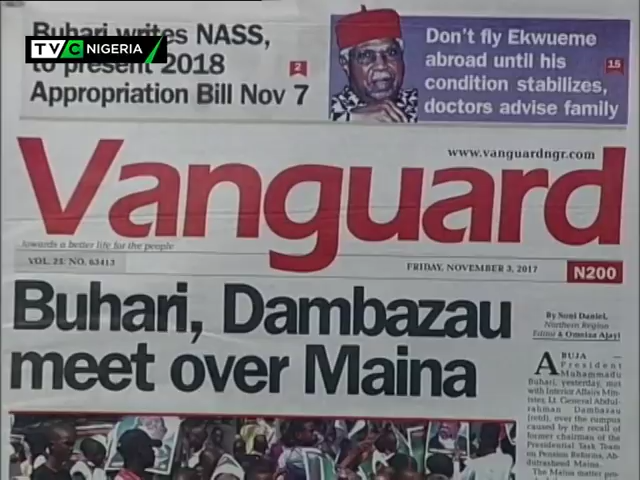 TVC NIGERIA
Buhari writes NASS,
to present 2018
Appropriation Bill Nov 7
2
Don't fly Ekwueme
abroad until his
condition stabilizes,
doctors advise family
15
www.vanguardngr.com
Vanguard
towards a better life for the people
VOL. 25: NO. 63413
FRIDAY, NOVEMBER 3, 2017
N200
Buhari, Dambazau
meet over Maina
By Soni Daniel,
Northern Region
Editor & Omeiza Ajayi
ABUJA —
President
Muhammadu
Buhari, yesterday, met
with Interior Affairs Min-
ister, Lt. General Abdul-
rahman Dambazau
(retd), over the rumpus
caused by the recall of
former chairman of the
Presidential Task Team
on Pension Reforms, Ab-
dulrasheed Maina.
The Maina matter